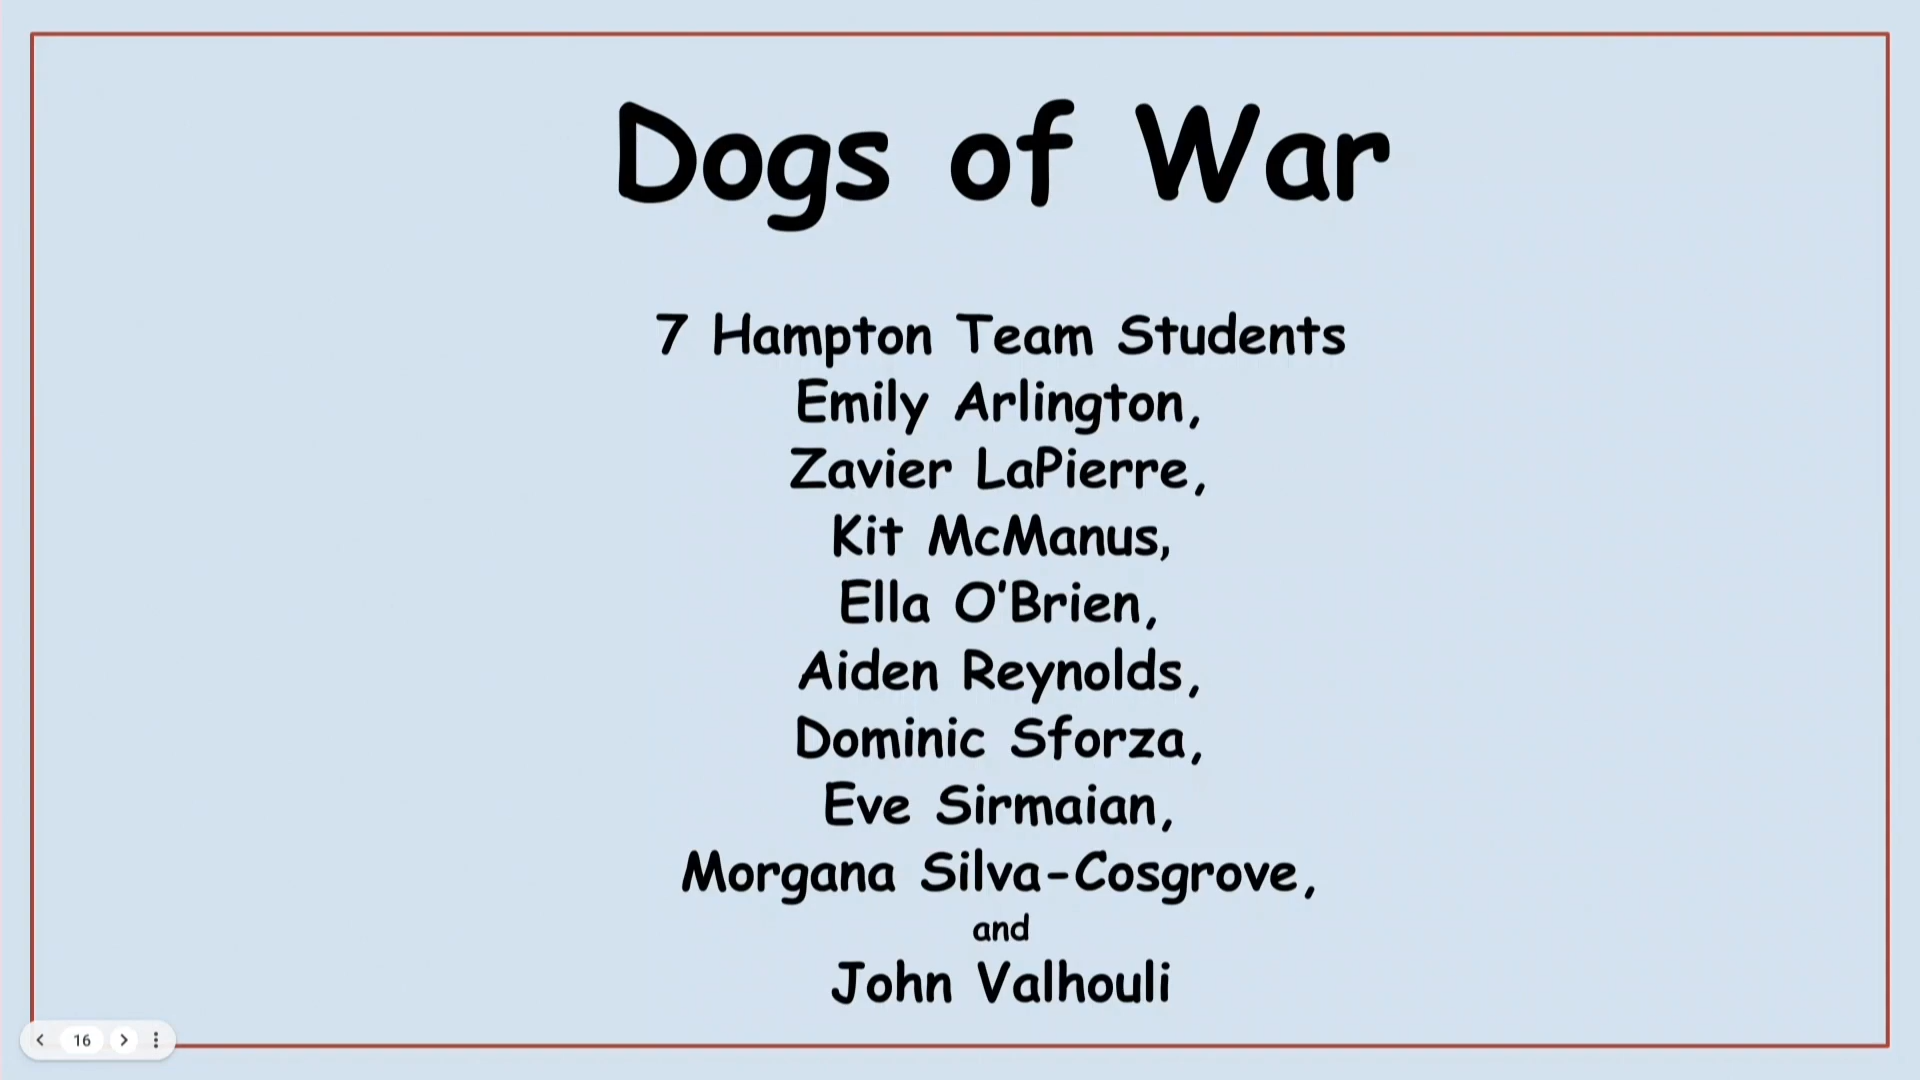 Dogs of War
7 Hampton Team Students
Emily Arlington,
Zavier LaPierre,
Kit McManus,
Ella O'Brien,
Aiden Reynolds,
Dominic Sforza,
Eve Sirmaian,
Morgana Silva-Cosgrove,
and
John Valhouli
16